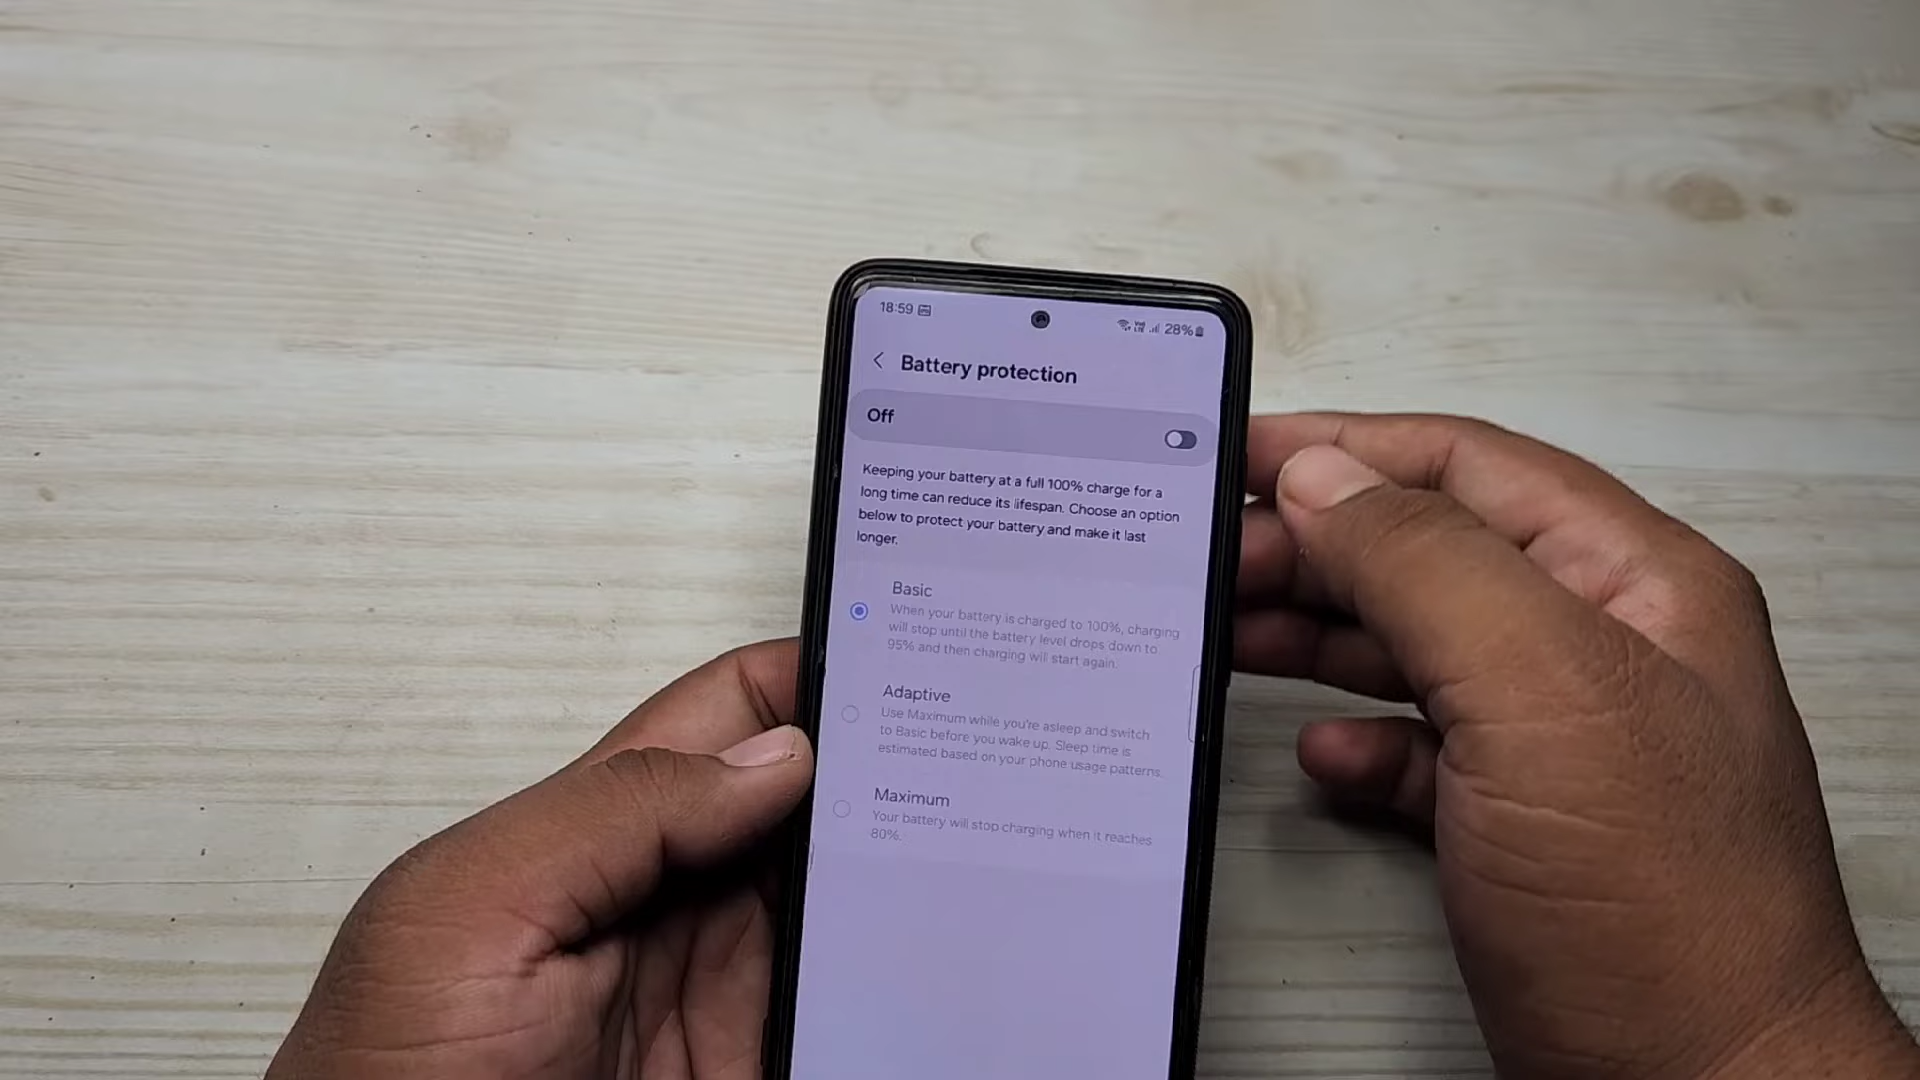 18:59
28%
Battery protection
Off
Keeping your battery at a full 100% charge for a
long time can reduce its lifespan. Choose an option
below to protect your battery and make it last
longer.
Basic
When your battery is charged to 100%, charging
will stop until the battery level drops down to
95% and then charging will start again.
Adaptive
Use Maximum while you're asleep and switch
to Basic before you wake up. Sleep time is
estimated based on your phone usage patterns.
Maximum
Your battery will stop charging when it reaches
80%.